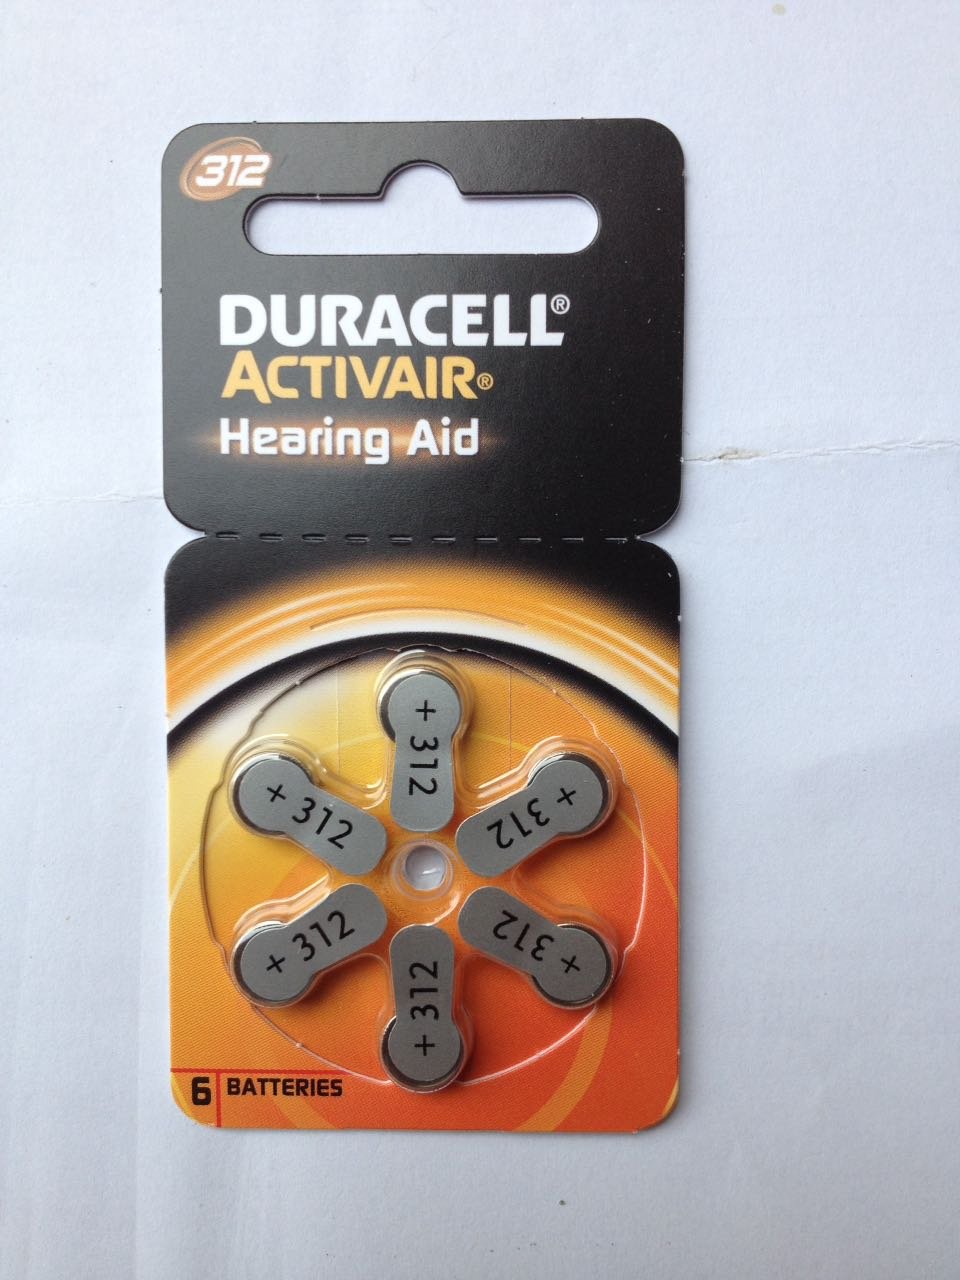 312
DURACELL®
ACTIVAIR®
Hearing Aid
+ 312
+ 312
+ 312
+ 312
+ 312
+ 312
6 BATTERIES